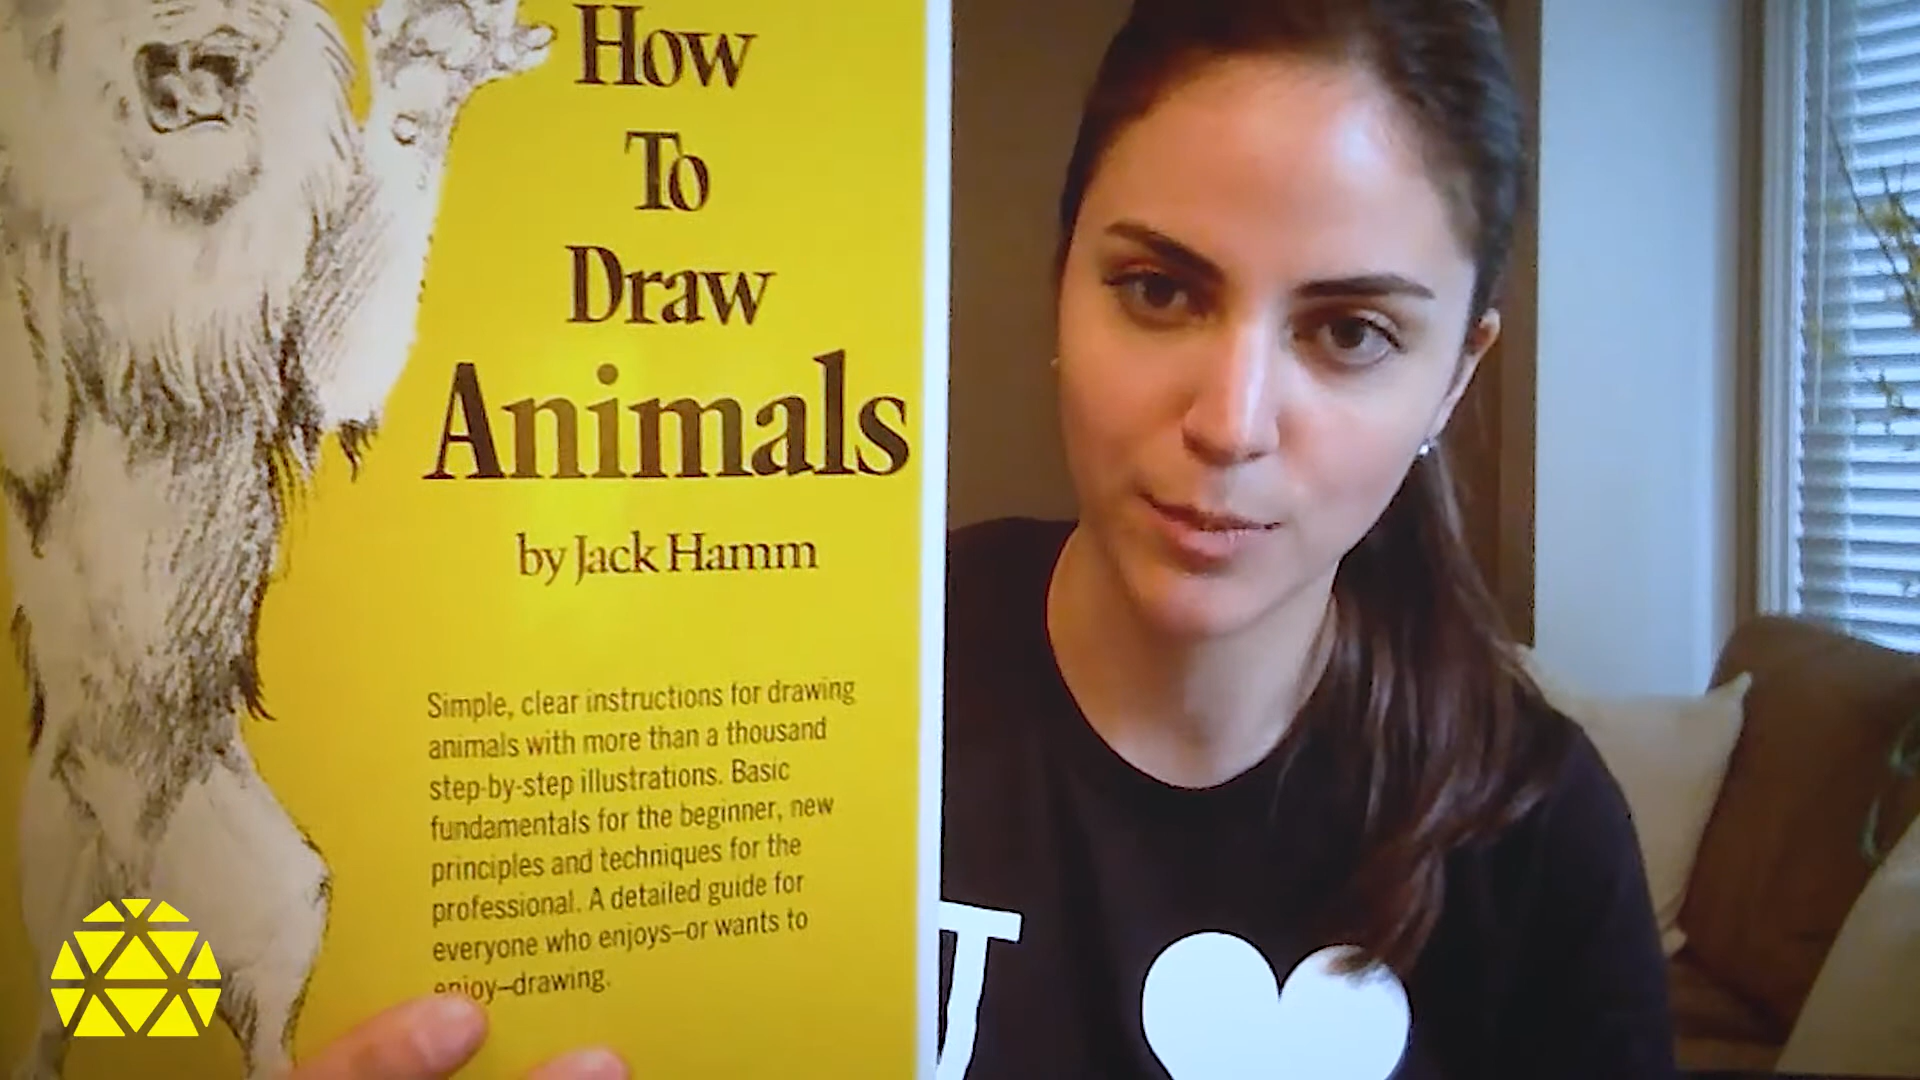 How
To
Draw
Animals
by Jack Hamm
Simple, clear instructions for drawing
animals with more than a thousand
step-by-step illustrations. Basic
fundamentals for the beginner, new
principles and techniques for the
professional. A detailed guide for
everyone who enjoys–or wants to
enjoy–drawing.